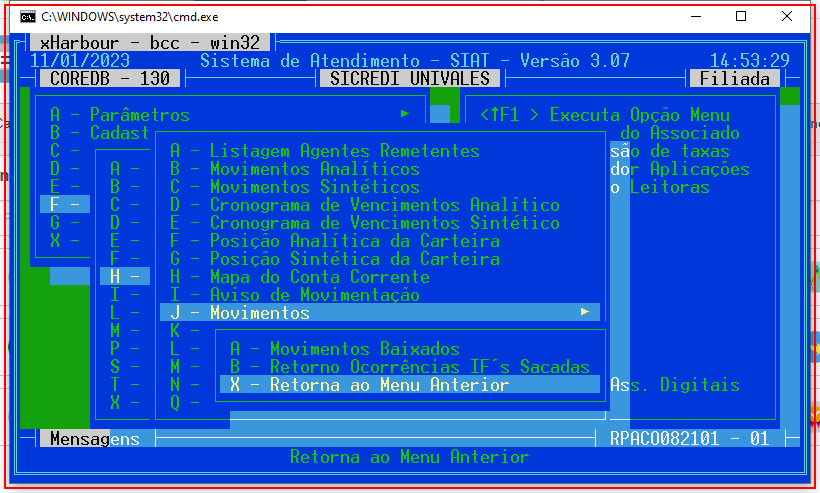 C:\WINDOWS\system32\cmd.exe
xHarbour - bcc - win32
11/01/2023 Sistema de Atendimento - SIAT - Versão 3.07 14:53:29
COREDB - 130 SICREDI UNIVALES Filiada
A - Parâmetros ► <↑F1 > Executa Opção Menu
B - Cadast do Associado
C - A - Listagem Agentes Remetentes são de taxas
D - A - B - Movimentos Analíticos dor Aplicações
E - B - C - Movimentos Sintéticos o Leitoras
F - C - D - Cronograma de Vencimentos Analítico
G - D - E - Cronograma de Vencimentos Sintético
X - E - F - Posição Analítica da Carteira
F - G - Posição Sintética da Carteira
H - H - Mapa do Conta Corrente
I - I - Aviso de Movimentação
L - J - Movimentos ►
M - K -
P - L - A - Movimentos Baixados
S - M - B - Retorno Ocorrências IF´s Sacadas
T - N - X - Retorna ao Menu Anterior Ass. Digitais
X - Q -
Mensagens RPACO082101 - 01
Retorna ao Menu Anterior